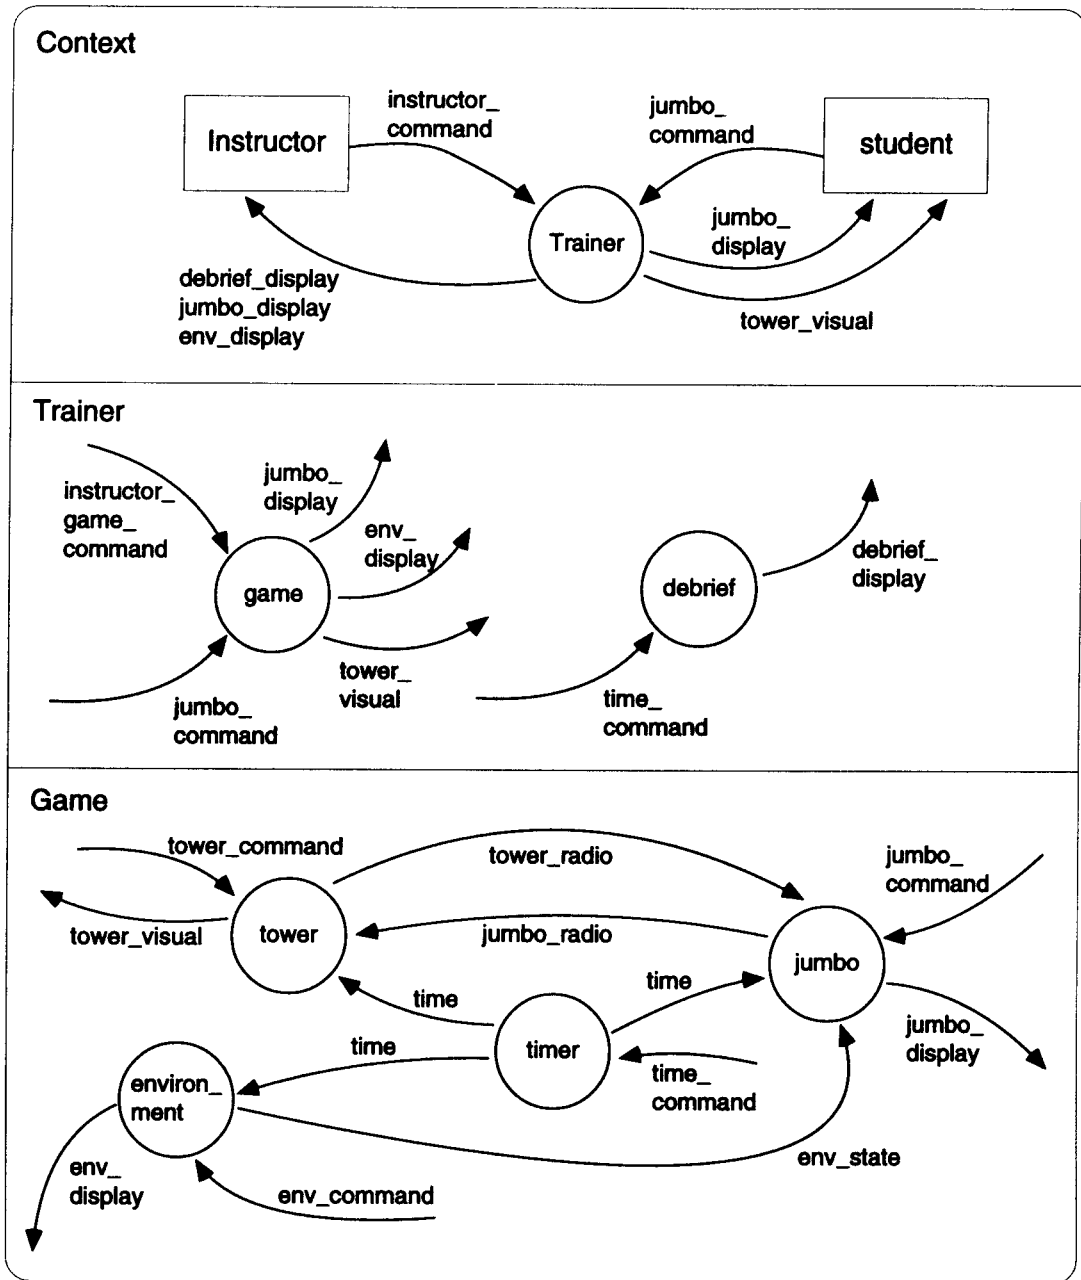 Context
instructor_
command
jumbo_
command
Instructor
student
Trainer
jumbo_
display
debrief_display
jumbo_display
env_display
tower_visual
Trainer
instructor_
game_
command
jumbo_
display
env_
display
game
debrief
debrief_
display
tower_
visual
jumbo_
command
time_
command
Game
tower_command
tower_radio
jumbo_
command
tower_visual
tower
jumbo_radio
jumbo
time
time
timer
jumbo_
display
time
time_
command
environ_
ment
env_
display
env_command
env_state